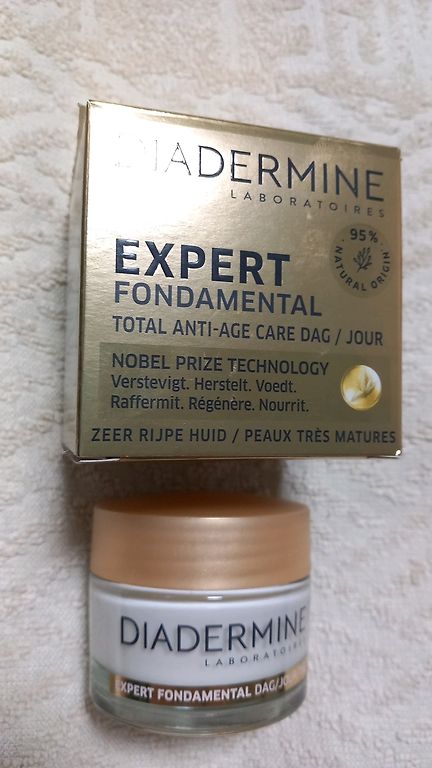 DIADERMINE
LABORATOIRES
95%
NATURAL ORIGIN
EXPERT
FONDAMENTAL
TOTAL ANTI-AGE CARE DAG / JOUR
NOBEL PRIZE TECHNOLOGY
Verstevigt. Herstelt. Voedt.
Raffermit. Régénère. Nourrit.
ZEER RIJPE HUID / PEAUX TRÈS MATURES
DIADERMINE
LABORATOIRES
EXPERT FONDAMENTAL DAG/JOUR